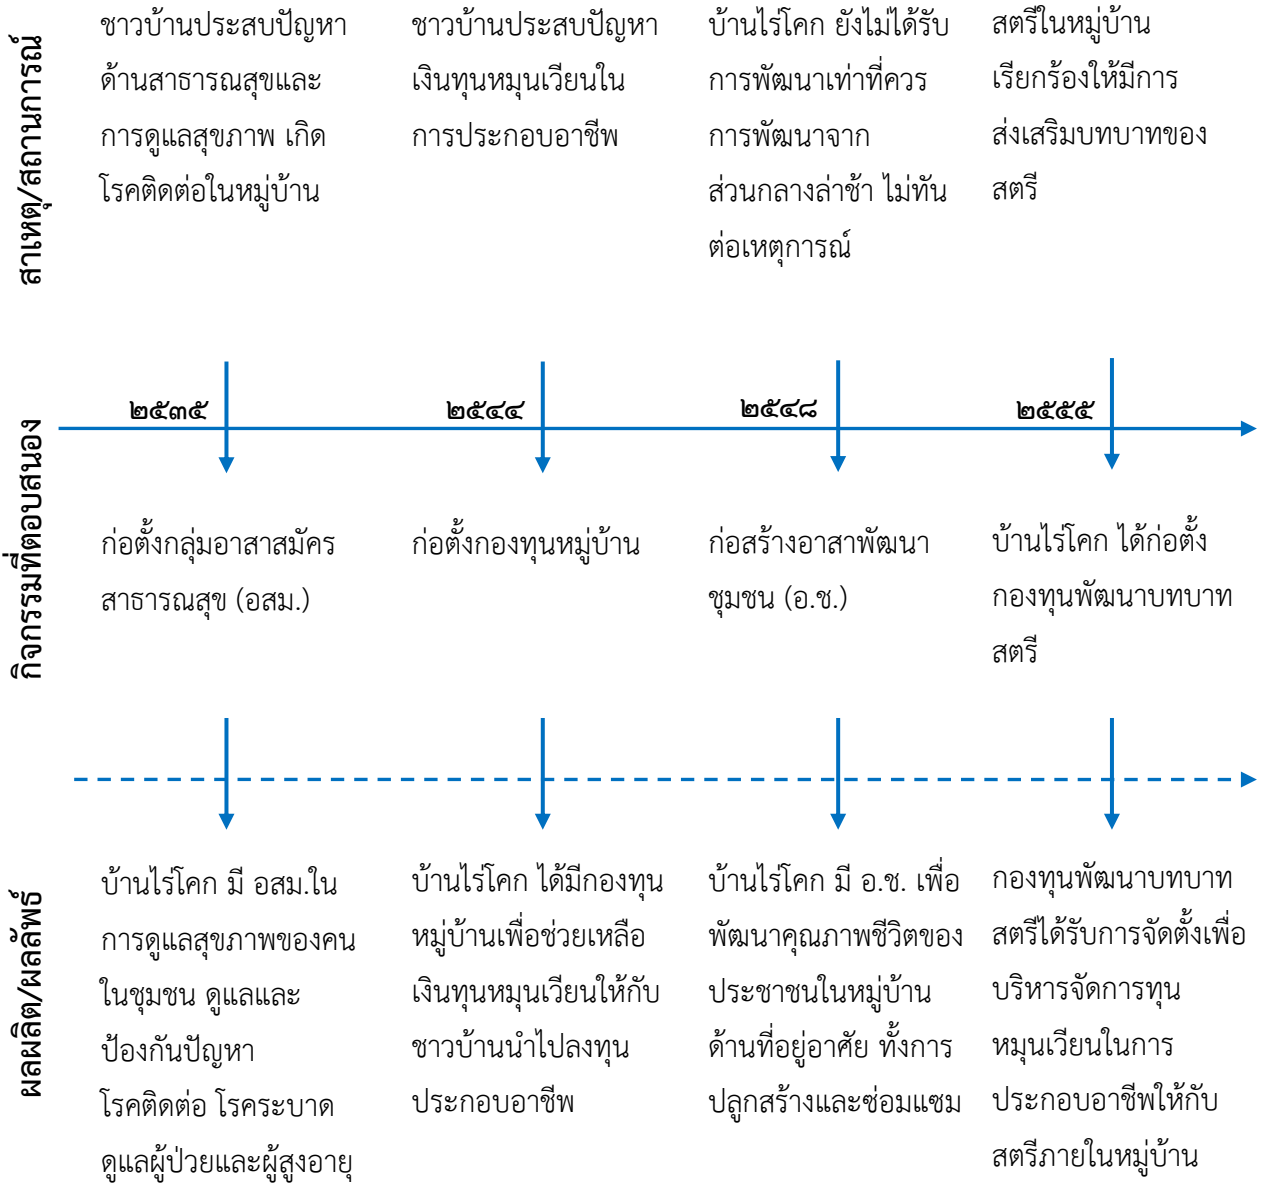 สาเหตุ/สถานการณ์
ชาวบ้านประสบปัญหา
ด้านสาธารณสุขและ
การดูแลสุขภาพ เกิด
โรคติดต่อในหมู่บ้าน
ชาวบ้านประสบปัญหา
เงินทุนหมุนเวียนใน
การประกอบอาชีพ
บ้านไร่โคก ยังไม่ได้รับ
การพัฒนาเท่าที่ควร
การพัฒนาจาก
ส่วนกลางล่าช้า ไม่ทัน
ต่อเหตุการณ์
สตรีในหมู่บ้าน
เรียกร้องให้มีการ
ส่งเสริมบทบาทของ
สตรี
๒๕๓๕
๒๕๔๔
๒๕๔๘
๒๕๕๕
กิจกรรมที่ตอบสนอง
ก่อตั้งกลุ่มอาสาสมัคร
สาธารณสุข (อสม.)
ก่อตั้งกองทุนหมู่บ้าน
ก่อสร้างอาสาพัฒนา
ชุมชน (อ.ช.)
บ้านไร่โคก ได้ก่อตั้ง
กองทุนพัฒนาบทบาท
สตรี
ผลผลิต/ผลลัพธ์
บ้านไร่โคก มี อสม.ใน
การดูแลสุขภาพของคน
ในชุมชน ดูแลและ
ป้องกันปัญหา
โรคติดต่อ โรคระบาด
ดูแลผู้ป่วยและผู้สูงอายุ
บ้านไร่โคก ได้มีกองทุน
หมู่บ้านเพื่อช่วยเหลือ
เงินทุนหมุนเวียนให้กับ
ชาวบ้านนำไปลงทุน
ประกอบอาชีพ
บ้านไร่โคก มี อ.ช. เพื่อ
พัฒนาคุณภาพชีวิตของ
ประชาชนในหมู่บ้าน
ด้านที่อยู่อาศัย ทั้งการ
ปลูกสร้างและซ่อมแซม
กองทุนพัฒนาบทบาท
สตรีได้รับการจัดตั้งเพื่อ
บริหารจัดการทุน
หมุนเวียนในการ
ประกอบอาชีพให้กับ
สตรีภายในหมู่บ้าน